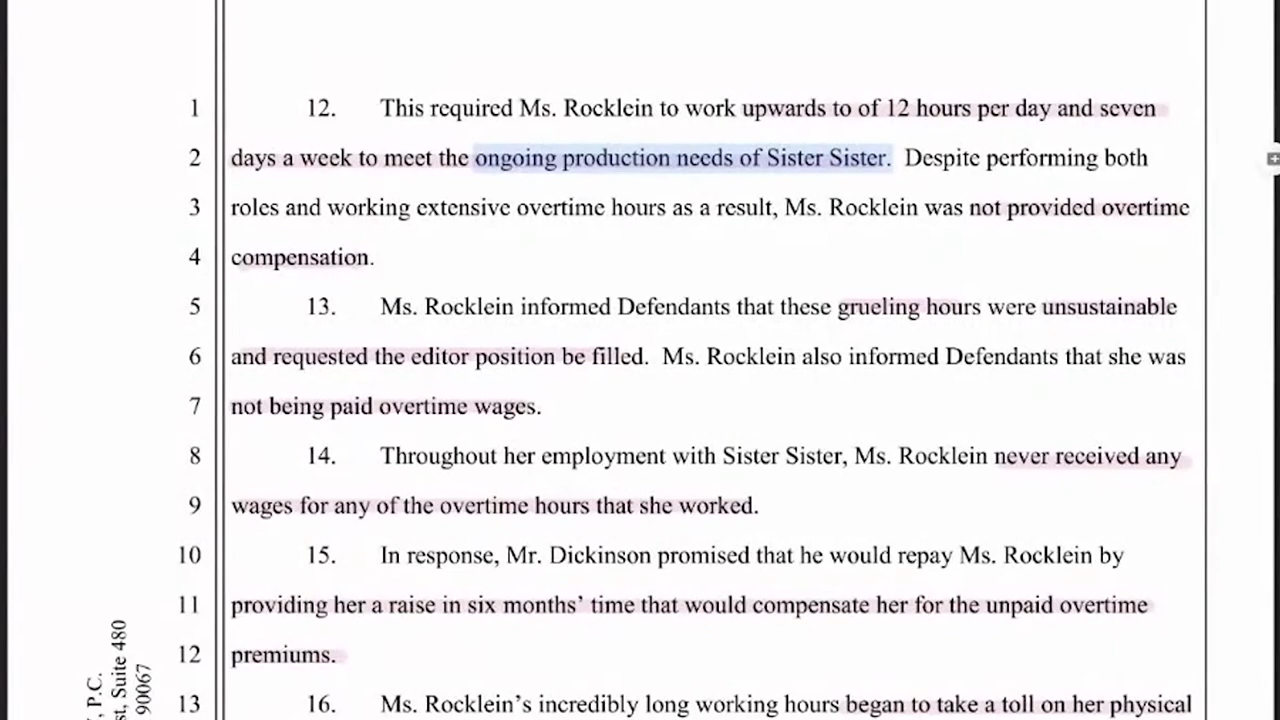 1 12. This required Ms. Rocklein to work upwards to of 12 hours per day and seven
2 days a week to meet the ongoing production needs of Sister Sister. Despite performing both
3 roles and working extensive overtime hours as a result, Ms. Rocklein was not provided overtime
4 compensation.
5 13. Ms. Rocklein informed Defendants that these grueling hours were unsustainable
6 and requested the editor position be filled. Ms. Rocklein also informed Defendants that she was
7 not being paid overtime wages.
8 14. Throughout her employment with Sister Sister, Ms. Rocklein never received any
9 wages for any of the overtime hours that she worked.
10 15. In response, Mr. Dickinson promised that he would repay Ms. Rocklein by
11 providing her a raise in six months’ time that would compensate her for the unpaid overtime
12 premiums.
13 16. Ms. Rocklein’s incredibly long working hours began to take a toll on her physical
P.C.
Suite 480
90067